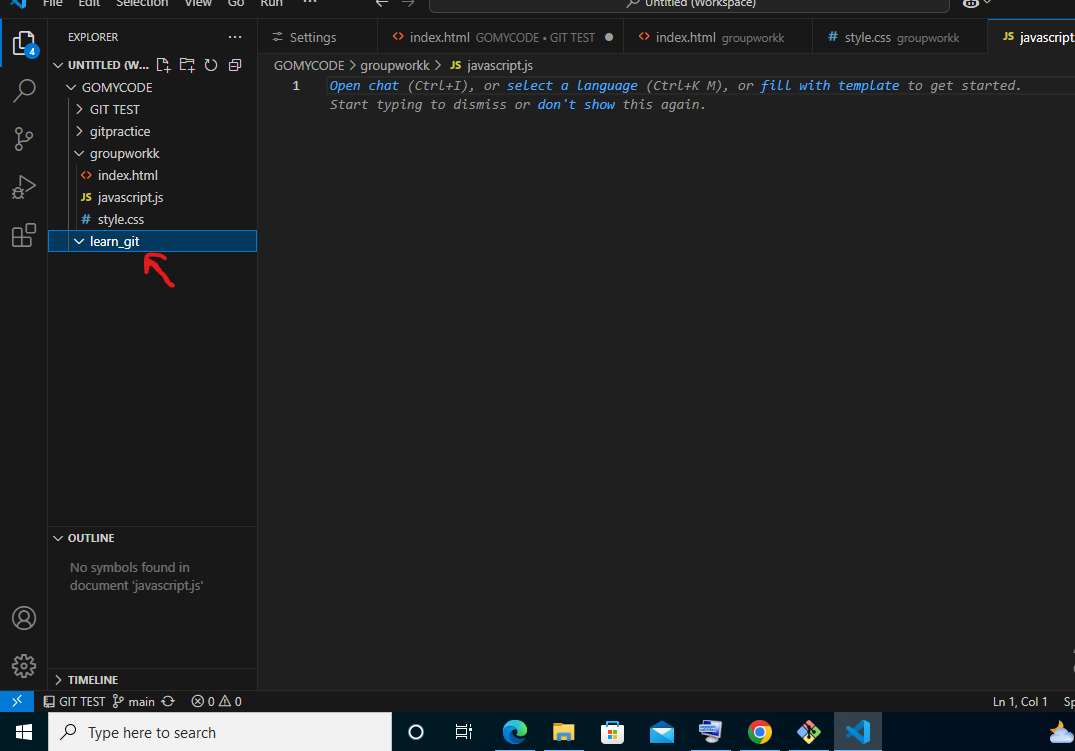 File Edit Selection View Go Run ···
Untitled (Workspace)
EXPLORER ···
Settings
index.html GOMYCODE • GIT TEST
index.html groupworkk
# style.css groupworkk
JS javascript
4
UNTITLED (W...
GOMYCODE > groupworkk > JS javascript.js
GOMYCODE
GIT TEST
gitpractice
groupworkk
<> index.html
JS javascript.js
# style.css
learn_git
1
Open chat (Ctrl+I), or select a language (Ctrl+K M), or fill with template to get started.
Start typing to dismiss or don't show this again.
OUTLINE
No symbols found in
document 'javascript.js'
TIMELINE
GIT TEST main 0 0
Ln 1, Col 1
Type here to search